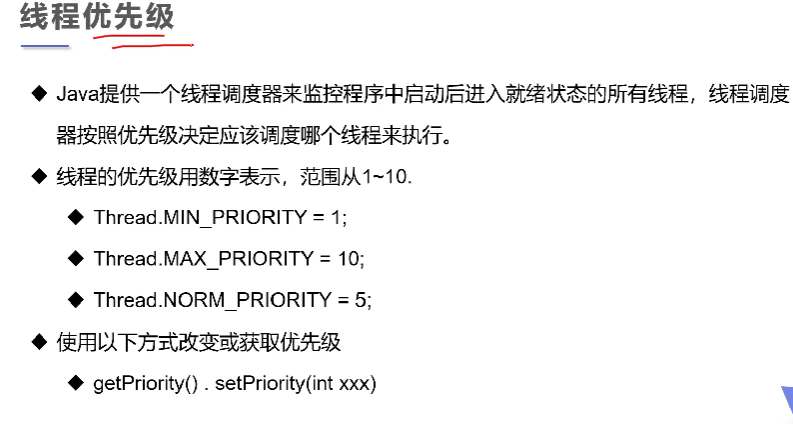 线程优先级
◆ Java提供一个线程调度器来监控程序中启动后进入就绪状态的所有线程，线程调度
器按照优先级决定应该调度哪个线程来执行。
◆ 线程的优先级用数字表示，范围从1~10.
◆ Thread.MIN_PRIORITY = 1;
◆ Thread.MAX_PRIORITY = 10;
◆ Thread.NORM_PRIORITY = 5;
◆ 使用以下方式改变或获取优先级
◆ getPriority() . setPriority(int xxx)